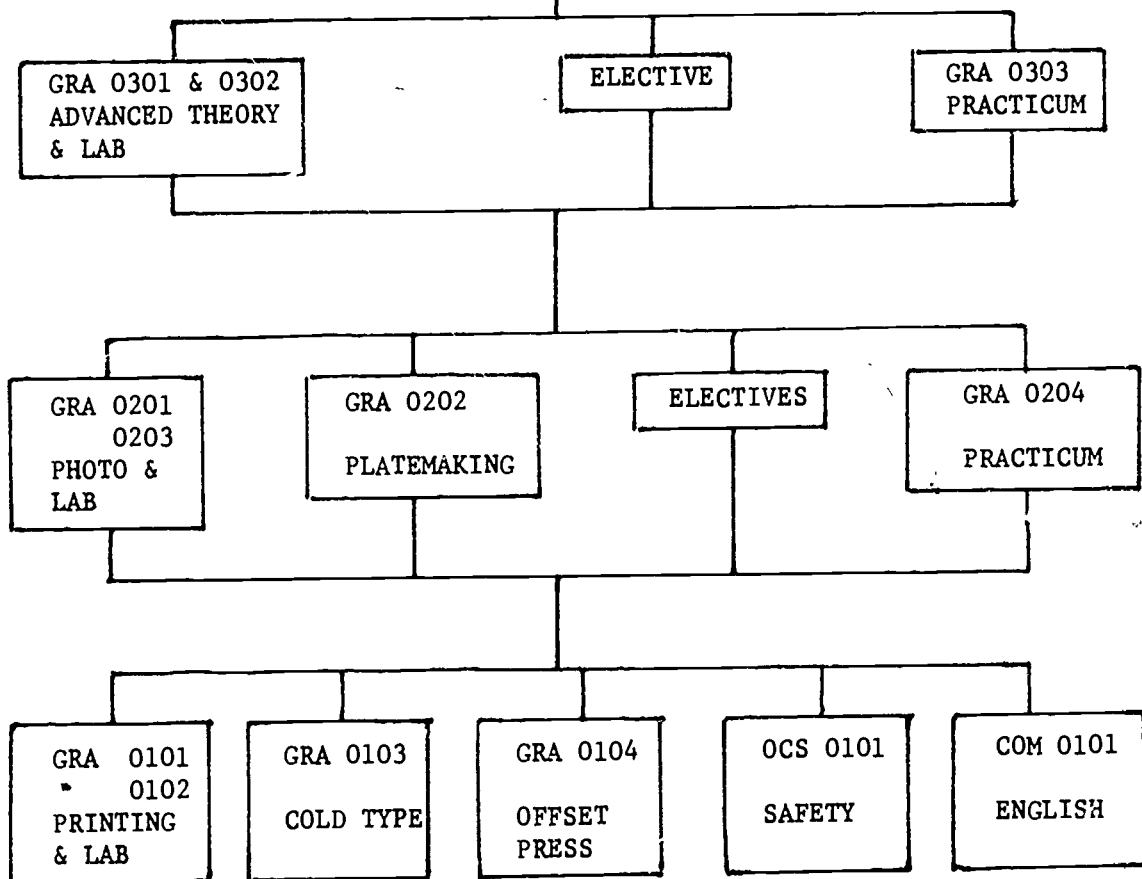 GRA 0301 & 0302
ADVANCED THEORY
& LAB
ELECTIVE
GRA 0303
PRACTICUM
GRA 0201
0203
PHOTO &
LAB
GRA 0202
PLATEMAKING
ELECTIVES
GRA 0204
PRACTICUM
GRA 0101
" 0102
PRINTING
& LAB
GRA 0103
COLD TYPE
GRA 0104
OFFSET
PRESS
OCS 0101
SAFETY
COM 0101
ENGLISH